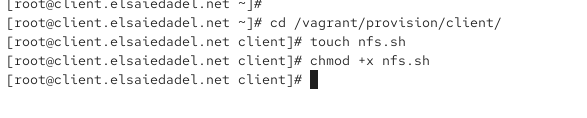 [root@client.elsaiedadel.net ~]#
[root@client.elsaiedadel.net ~]# cd /vagrant/provision/client/
[root@client.elsaiedadel.net client]# touch nfs.sh
[root@client.elsaiedadel.net client]# chmod +x nfs.sh
[root@client.elsaiedadel.net client]#